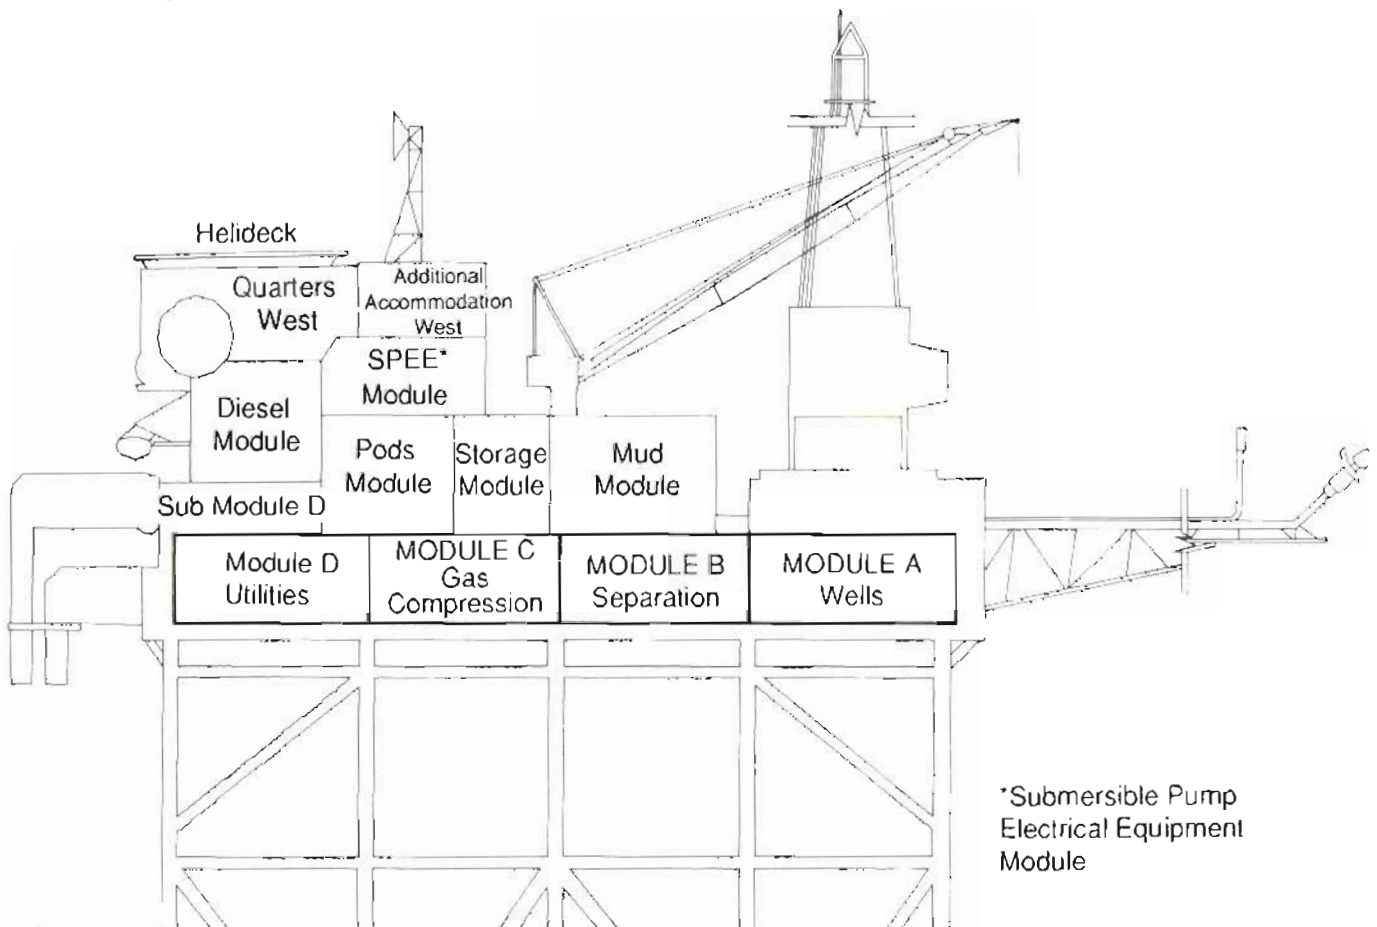 Helideck
Quarters
West
Additional
Accommodation
West
SPEE*
Module
Diesel
Module
Pods
Module
Storage
Module
Mud
Module
Sub Module D
Module D
Utilities
MODULE C
Gas
Compression
MODULE B
Separation
MODULE A
Wells
*Submersible Pump
Electrical Equipment
Module